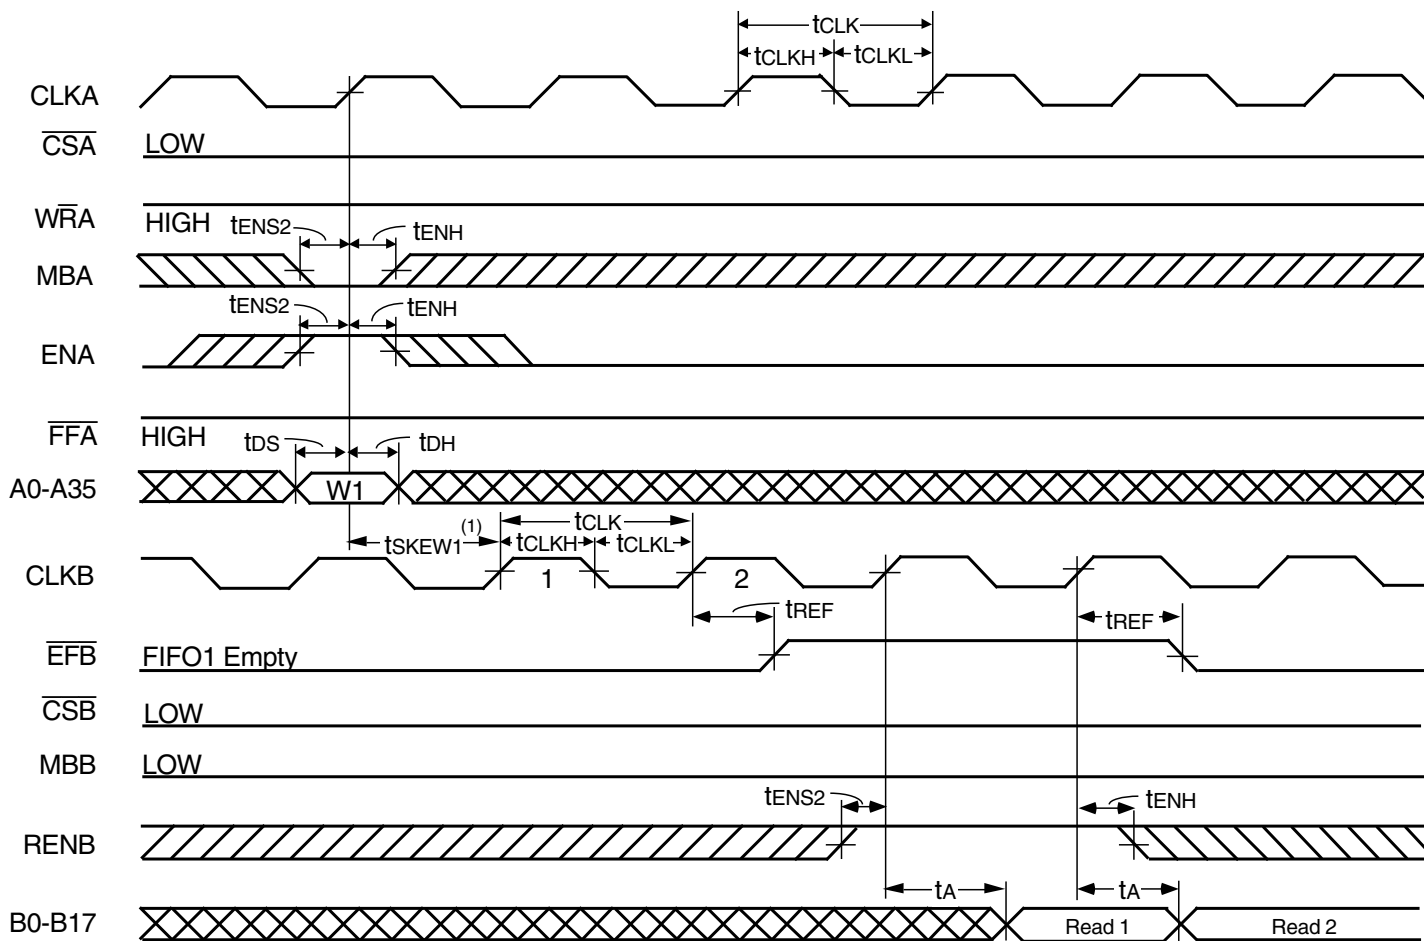 tCLK
tCLKH tCLKL
CLKA
CSA LOW
WRA HIGH
tENS2 tENH
MBA
tENS2 tENH
ENA
FFA HIGH
tDS tDH
A0-A35 W1
tSKEW1(1) tCLK
tCLKH tCLKL
CLKB 1 2
tREF tREF
EFB FIFO1 Empty
CSB LOW
MBB LOW
tENS2 tENH
RENB
tA tA
B0-B17 Read 1 Read 2